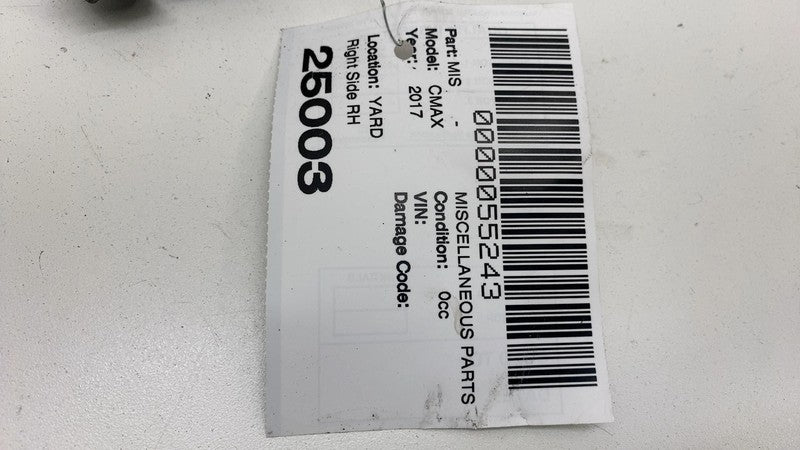 0000055243
Part: MIS - MISCELLANEOUS PARTS
Model: CMAX Condition: 0cc
Year: 2017 VIN:
Damage Code:
Location: YARD
Right Side RH
25003